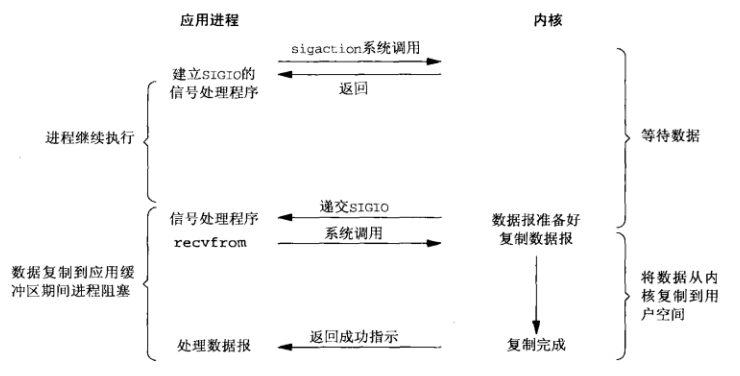 应用进程
内核
sigaction系统调用
建立SIGIO的
信号处理程序
返回
进程继续执行
等待数据
递交SIGIO
信号处理程序
数据报准备好
系统调用
recvfrom
复制数据报
数据复制到应用缓
冲区期间进程阻塞
将数据从内
核复制到用
户空间
返回成功指示
处理数据报
复制完成